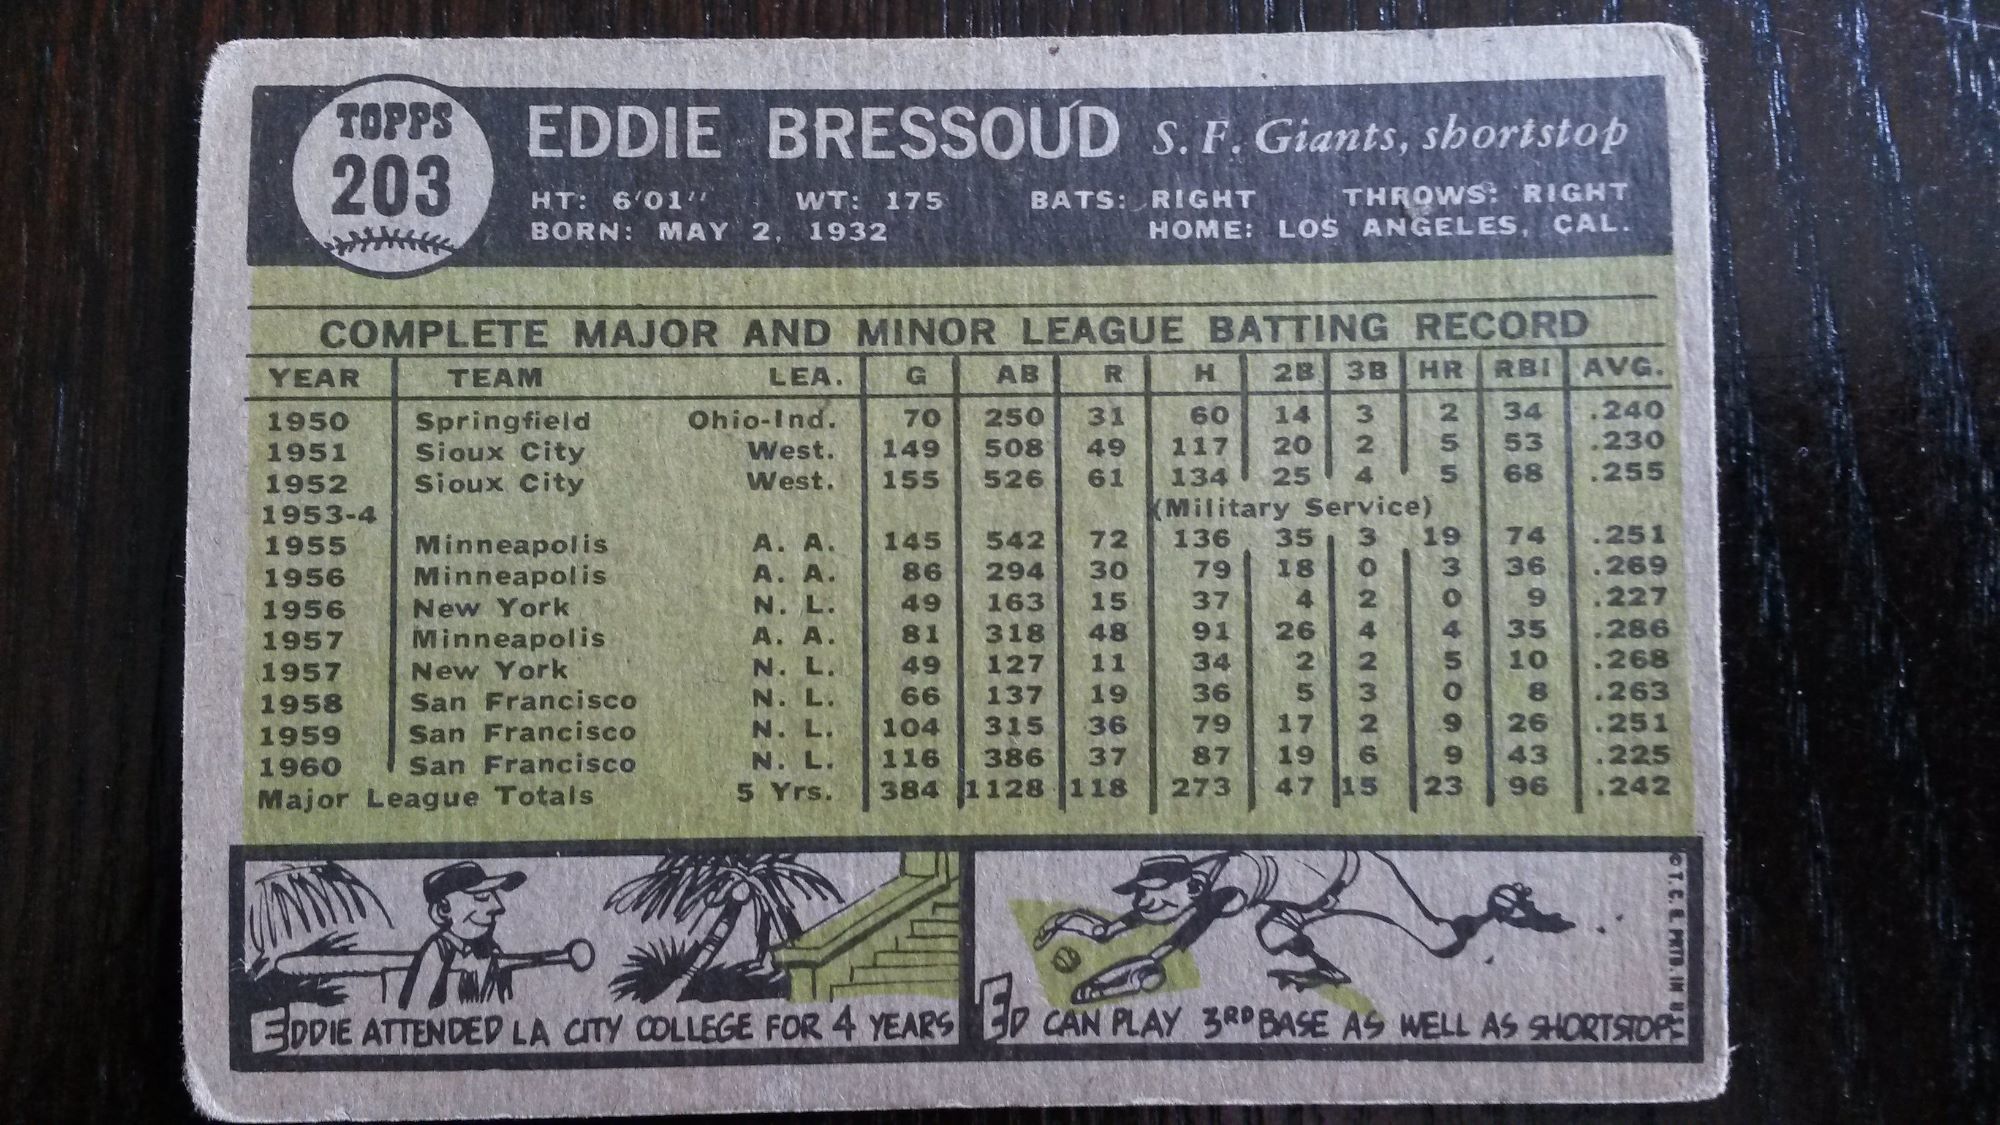 TOPPS
203
EDDIE BRESSOUD S. F. Giants, shortstop
HT: 6'01" WT: 175 BATS: RIGHT THROWS: RIGHT
BORN: MAY 2, 1932 HOME: LOS ANGELES, CAL.
COMPLETE MAJOR AND MINOR LEAGUE BATTING RECORD
YEAR TEAM LEA. G AB R H 2B 3B HR RBI AVG.
1950 Springfield Ohio-Ind. 70 250 31 60 14 3 2 34 .240
1951 Sioux City West. 149 508 49 117 20 2 5 53 .230
1952 Sioux City West. 155 526 61 134 25 4 5 68 .255
1953-4 (Military Service)
1955 Minneapolis A. A. 145 542 72 136 35 3 19 74 .251
1956 Minneapolis A. A. 86 294 30 79 18 0 3 36 .269
1956 New York N. L. 49 163 15 37 4 2 0 9 .227
1957 Minneapolis A. A. 81 318 48 91 26 4 4 35 .286
1957 New York N. L. 49 127 11 34 2 2 5 10 .268
1958 San Francisco N. L. 66 137 19 36 5 3 0 8 .263
1959 San Francisco N. L. 104 315 36 79 17 2 9 26 .251
1960 San Francisco N. L. 116 386 37 87 19 6 9 43 .225
Major League Totals 5 Yrs. 384 1128 118 273 47 15 23 96 .242
EDDIE ATTENDED LA CITY COLLEGE FOR 4 YEARS
ED CAN PLAY 3RD BASE AS WELL AS SHORTSTOP
© T. C. G. PRTD. IN